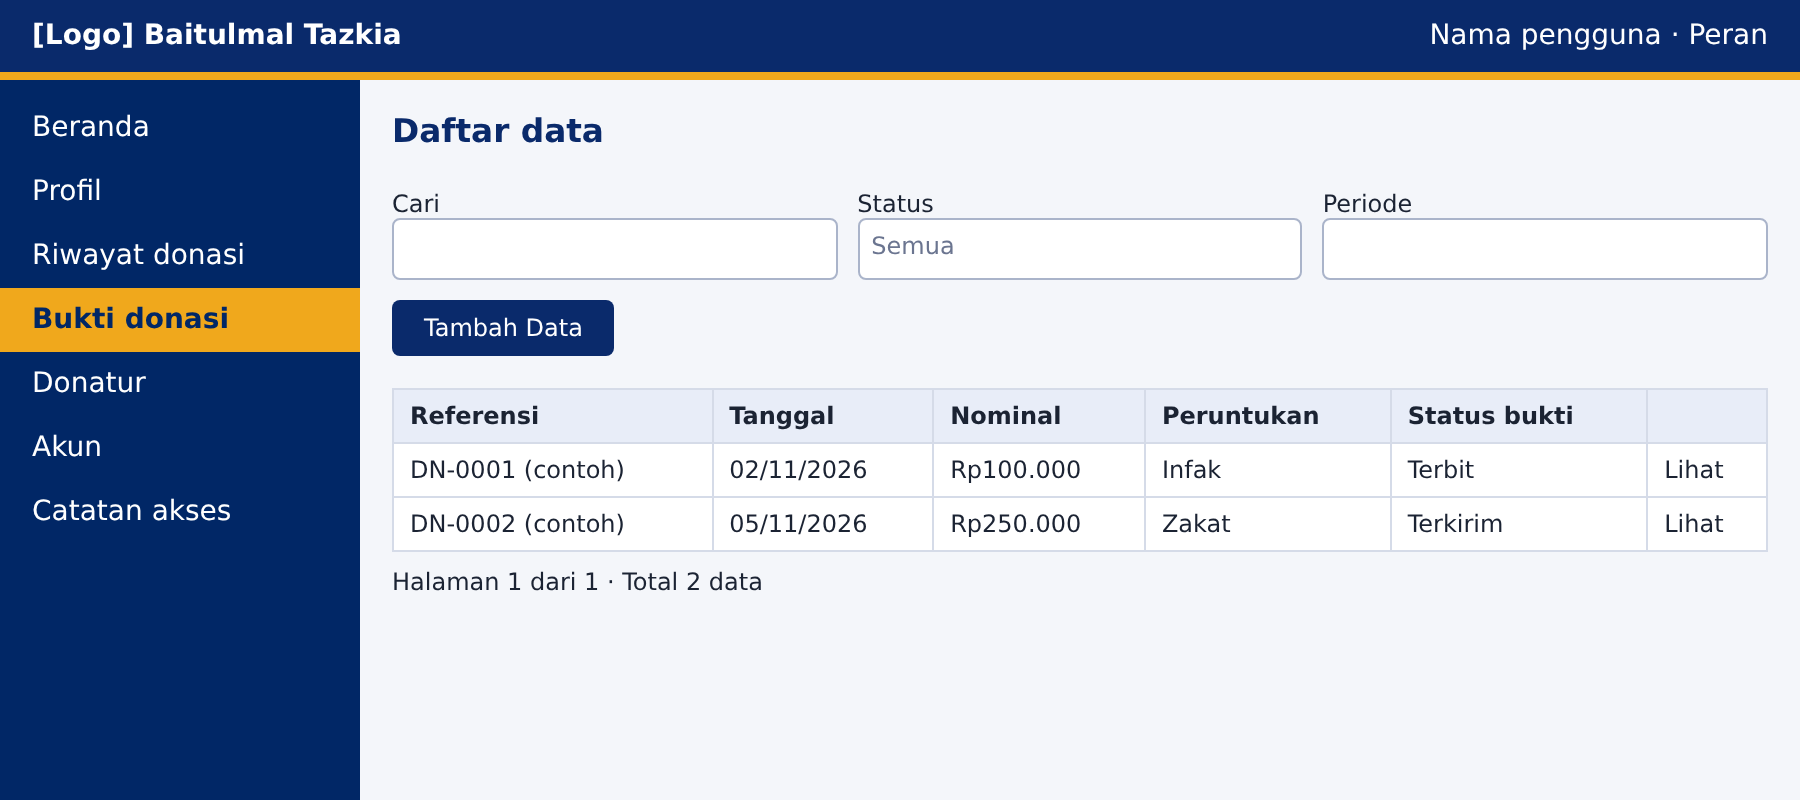 [Logo] Baitulmal Tazkia
Nama pengguna · Peran
Beranda
Profil
Riwayat donasi
Bukti donasi
Donatur
Akun
Catatan akses
Daftar data
Cari Status Periode
Semua
Tambah Data
Referensi Tanggal Nominal Peruntukan Status bukti
DN-0001 (contoh) 02/11/2026 Rp100.000 Infak Terbit Lihat
DN-0002 (contoh) 05/11/2026 Rp250.000 Zakat Terkirim Lihat
Halaman 1 dari 1 · Total 2 data